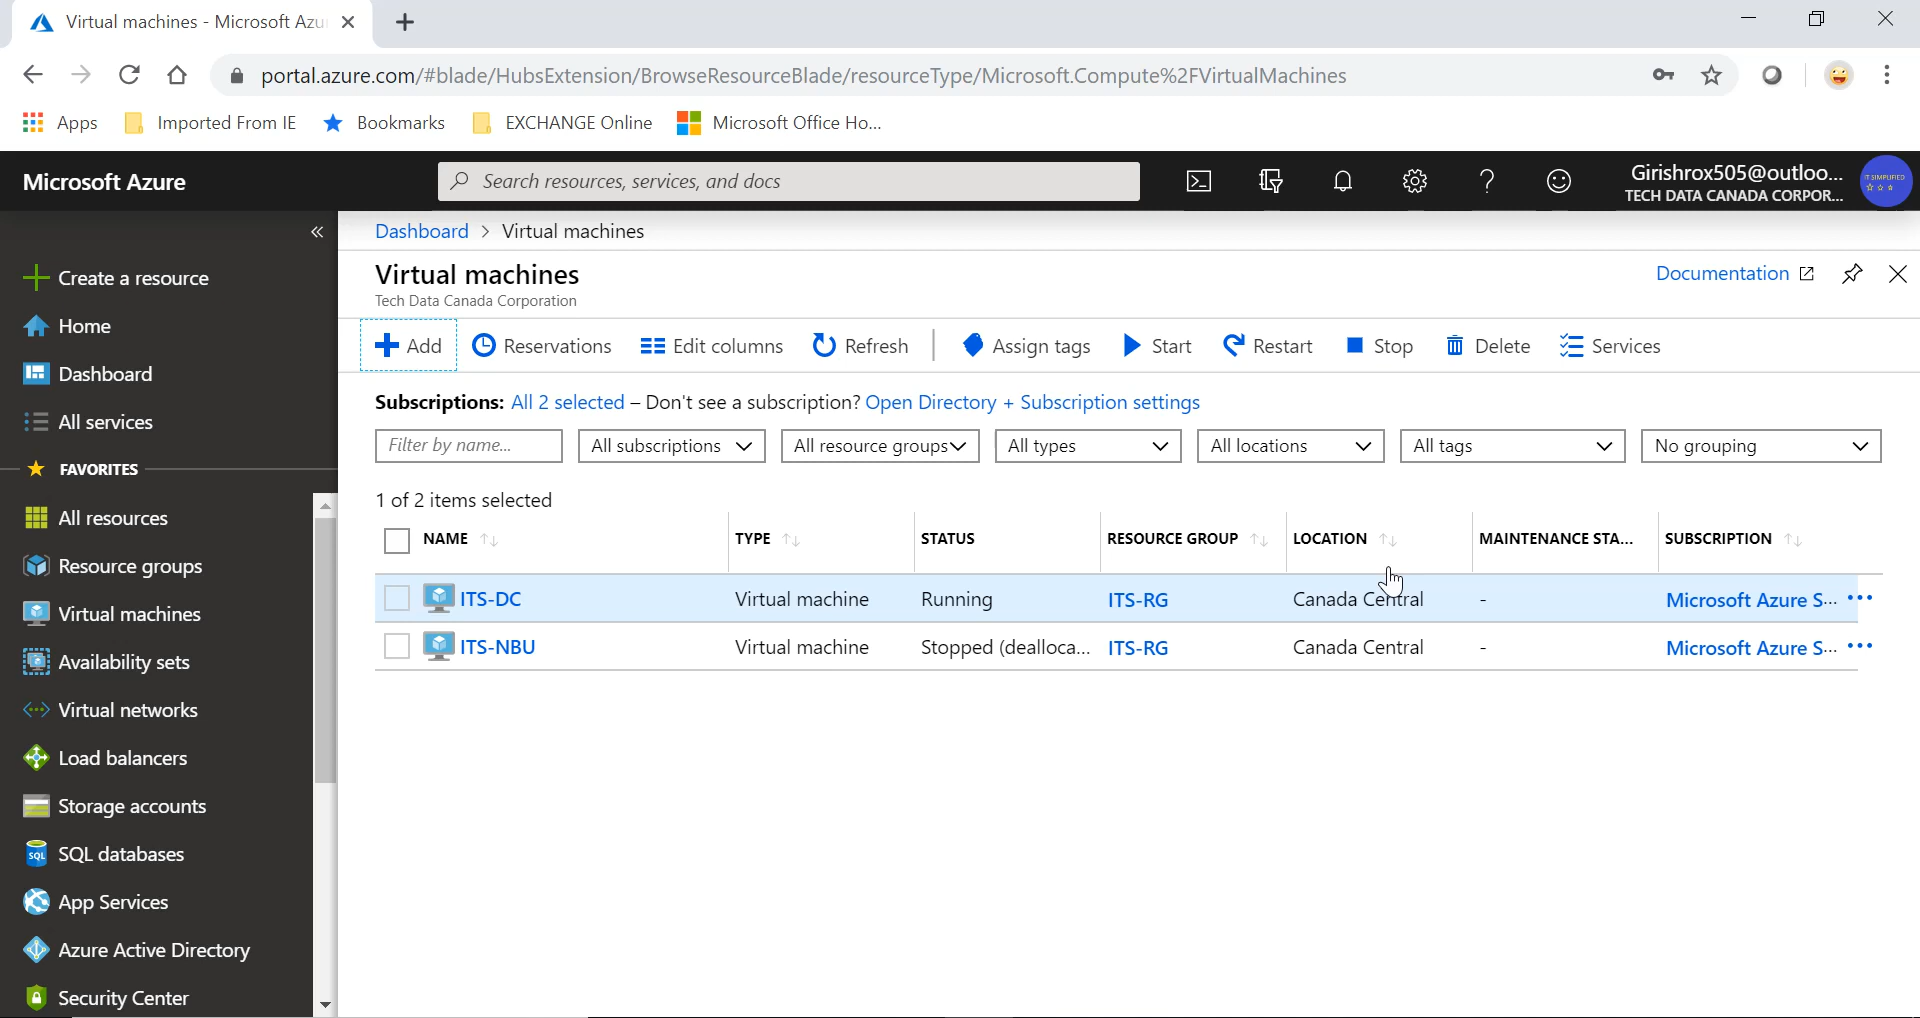 Virtual machines - Microsoft Azu
portal.azure.com/#blade/HubsExtension/BrowseResourceBlade/resourceType/Microsoft.Compute%2FVirtualMachines
Apps Imported From IE Bookmarks EXCHANGE Online Microsoft Office Ho...
Microsoft Azure
Search resources, services, and docs
Girishrox505@outloo...
TECH DATA CANADA CORPOR...
IT SIMPLIFIED
«
Dashboard > Virtual machines
Create a resource
Home
Dashboard
All services
FAVORITES
All resources
Resource groups
Virtual machines
Availability sets
Virtual networks
Load balancers
Storage accounts
SQL databases
App Services
Azure Active Directory
Security Center
Virtual machines
Tech Data Canada Corporation
Documentation
Add Reservations Edit columns Refresh Assign tags Start Restart Stop Delete Services
Subscriptions: All 2 selected – Don't see a subscription? Open Directory + Subscription settings
Filter by name... All subscriptions All resource groups All types All locations All tags No grouping
1 of 2 items selected
NAME TYPE STATUS RESOURCE GROUP LOCATION MAINTENANCE STA... SUBSCRIPTION
ITS-DC Virtual machine Running ITS-RG Canada Central - Microsoft Azure S... ...
ITS-NBU Virtual machine Stopped (dealloca... ITS-RG Canada Central - Microsoft Azure S... ...